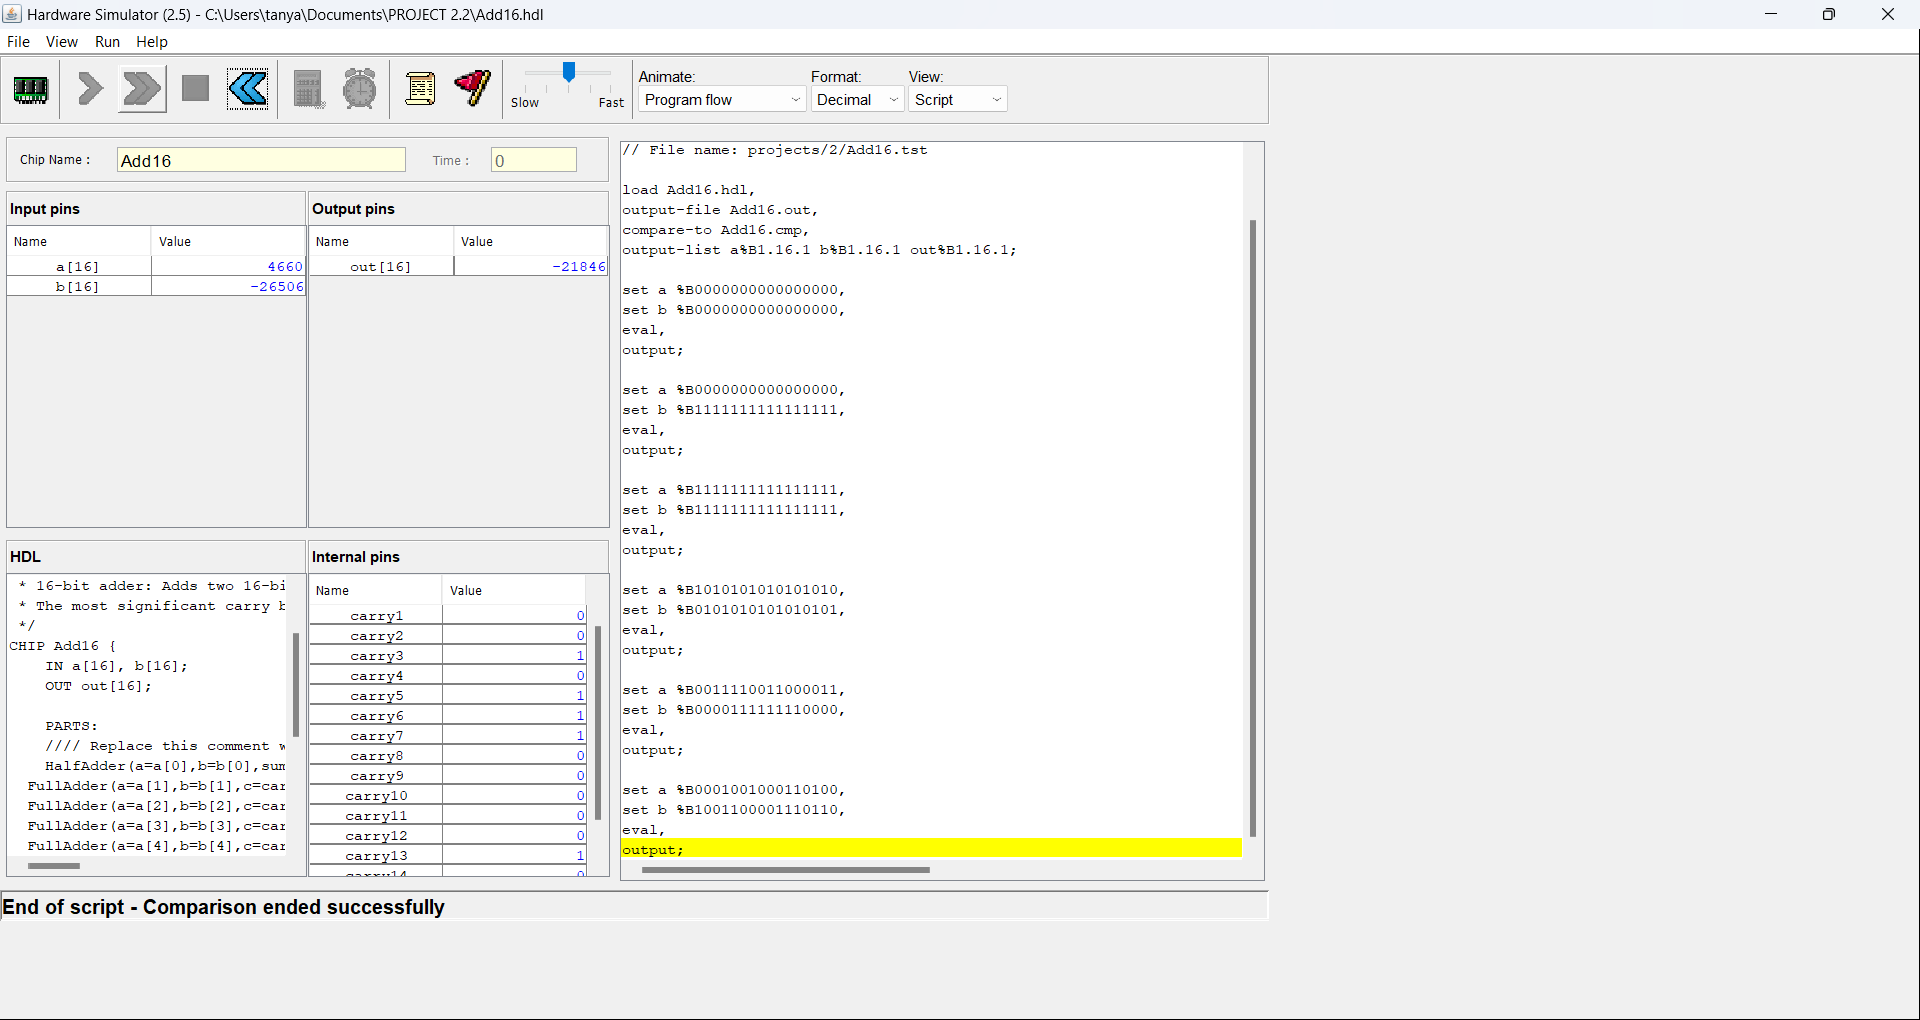 Hardware Simulator (2.5) - C:\Users\tanya\Documents\PROJECT 2.2\Add16.hdl
File View Run Help
Slow Fast
Animate: Format: View:
Program flow Decimal Script
Chip Name : Add16 Time : 0
Input pins
Name Value
a[16] 4660
b[16] -26506
Output pins
Name Value
out[16] -21846
HDL
* 16-bit adder: Adds two 16-bi
* The most significant carry b
*/
CHIP Add16 {
IN a[16], b[16];
OUT out[16];
PARTS:
//// Replace this comment w
HalfAdder(a=a[0],b=b[0],sum
FullAdder(a=a[1],b=b[1],c=car
FullAdder(a=a[2],b=b[2],c=car
FullAdder(a=a[3],b=b[3],c=car
FullAdder(a=a[4],b=b[4],c=car
Internal pins
Name Value
carry1 0
carry2 0
carry3 1
carry4 0
carry5 1
carry6 1
carry7 1
carry8 0
carry9 0
carry10 0
carry11 0
carry12 0
carry13 1
carry14 0
// File name: projects/2/Add16.tst
load Add16.hdl,
output-file Add16.out,
compare-to Add16.cmp,
output-list a%B1.16.1 b%B1.16.1 out%B1.16.1;
set a %B0000000000000000,
set b %B0000000000000000,
eval,
output;
set a %B0000000000000000,
set b %B1111111111111111,
eval,
output;
set a %B1111111111111111,
set b %B1111111111111111,
eval,
output;
set a %B1010101010101010,
set b %B0101010101010101,
eval,
output;
set a %B0011110011000011,
set b %B0000111111110000,
eval,
output;
set a %B0001001000110100,
set b %B1001100001110110,
eval,
output;
End of script - Comparison ended successfully